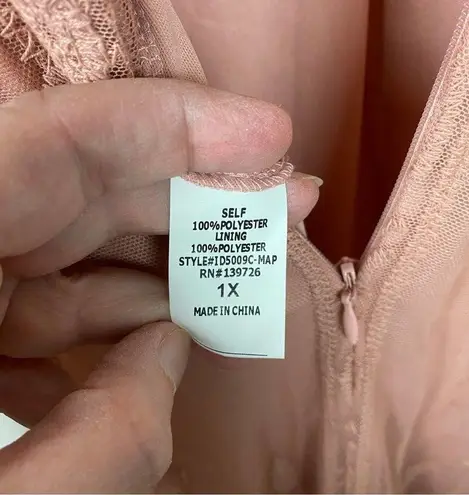 SELF
100%POLYESTER
LINING
100%POLYESTER
STYLE#ID5009C-MAP
RN#139726
1X
MADE IN CHINA